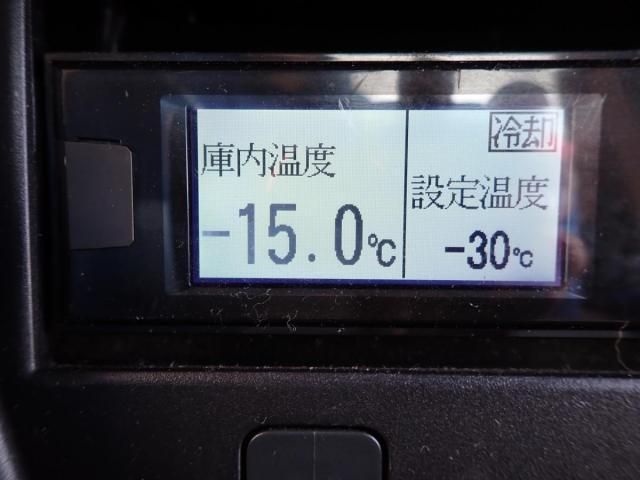 庫内温度
-15.0℃
冷却
設定温度
-30℃